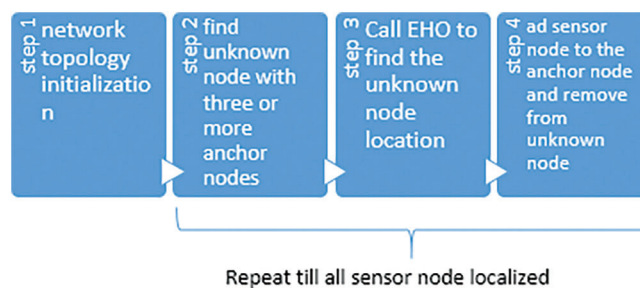 step 1
network
topology
initializatio
n
step 2
find
unknown
node with
three or
more
anchor
nodes
step 3
Call EHO to
find the
unknown
node
location
step 4
ad sensor
node to the
anchor node
and remove
from
unknown
node
Repeat till all sensor node localized